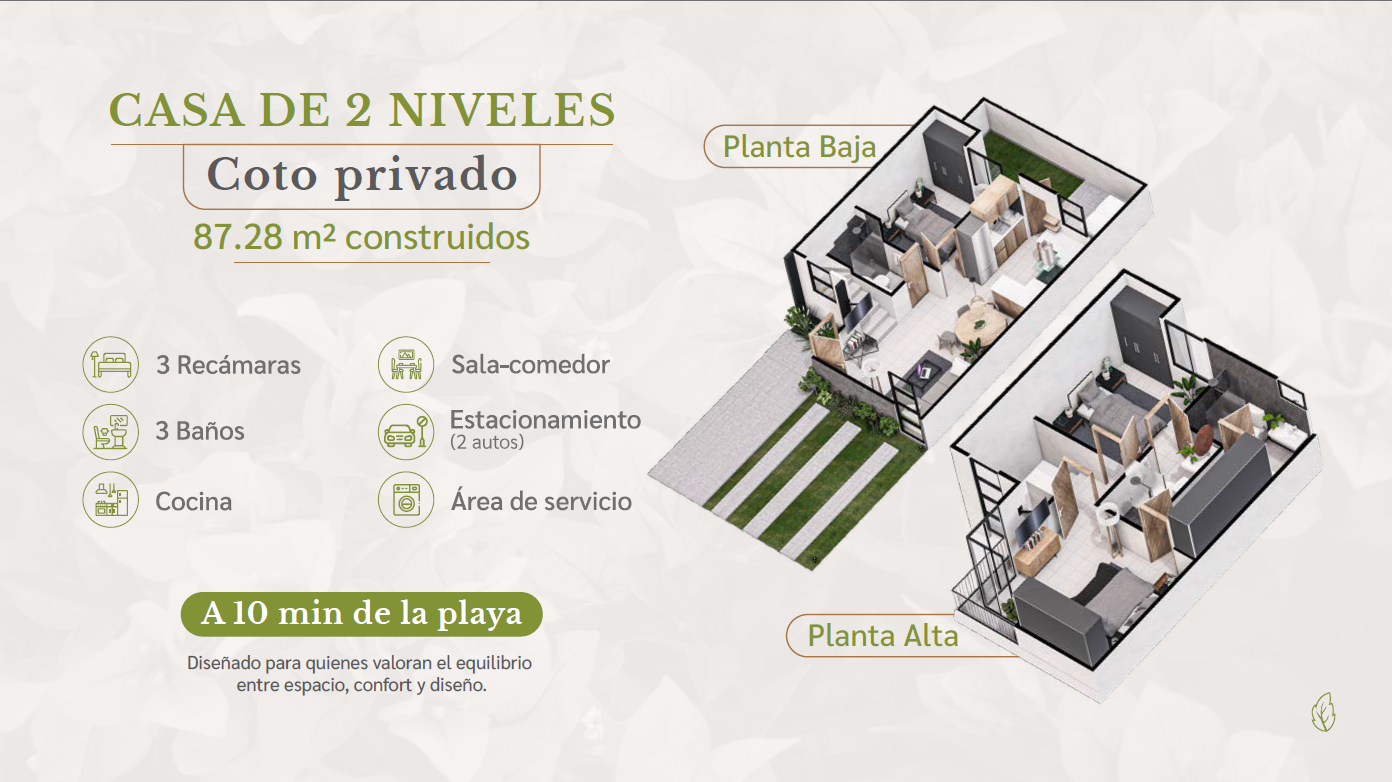 CASA DE 2 NIVELES
Coto privado
87.28 m² construidos
3 Recámaras
3 Baños
Cocina
Sala-comedor
Estacionamiento
(2 autos)
Área de servicio
A 10 min de la playa
Diseñado para quienes valoran el equilibrio
entre espacio, confort y diseño.
Planta Baja
Planta Alta